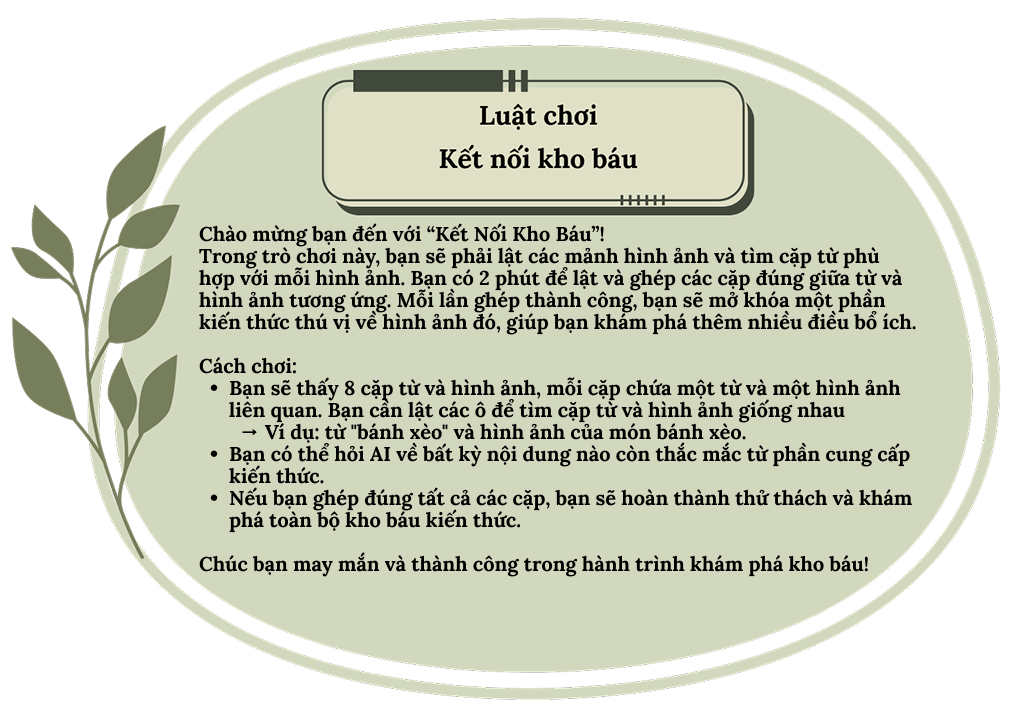 Luật chơi
Kết nối kho báu
Chào mừng bạn đến với “Kết Nối Kho Báu”!
Trong trò chơi này, bạn sẽ phải lật các mảnh hình ảnh và tìm cặp từ phù
hợp với mỗi hình ảnh. Bạn có 2 phút để lật và ghép các cặp đúng giữa từ và
hình ảnh tương ứng. Mỗi lần ghép thành công, bạn sẽ mở khóa một phần
kiến thức thú vị về hình ảnh đó, giúp bạn khám phá thêm nhiều điều bổ ích.
Cách chơi:
• Bạn sẽ thấy 8 cặp từ và hình ảnh, mỗi cặp chứa một từ và một hình ảnh
liên quan. Bạn cần lật các ô để tìm cặp từ và hình ảnh giống nhau
→ Ví dụ: từ "bánh xèo" và hình ảnh của món bánh xèo.
• Bạn có thể hỏi AI về bất kỳ nội dung nào còn thắc mắc từ phần cung cấp
kiến thức.
• Nếu bạn ghép đúng tất cả các cặp, bạn sẽ hoàn thành thử thách và khám
phá toàn bộ kho báu kiến thức.
Chúc bạn may mắn và thành công trong hành trình khám phá kho báu!